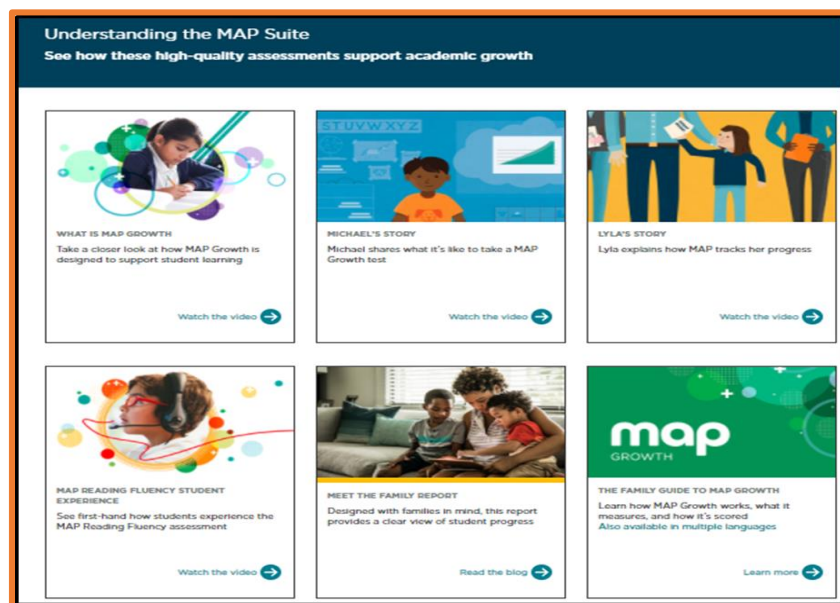 Understanding the MAP Suite
See how these high-quality assessments support academic growth
STUVWXYZ
WHAT IS MAP GROWTH
Take a closer look at how MAP Growth is
designed to support student learning
Watch the video
MICHAEL'S STORY
Michael shares what it's like to take a MAP
Growth test
Watch the video
LYLA'S STORY
Lyla explains how MAP tracks her progress
Watch the video
MAP READING FLUENCY STUDENT
EXPERIENCE
See first-hand how students experience the
MAP Reading Fluency assessment
Watch the video
MEET THE FAMILY REPORT
Designed with families in mind, this report
provides a clear view of student progress
Read the blog
map
GROWTH
THE FAMILY GUIDE TO MAP GROWTH
Learn how MAP Growth works, what it
measures, and how it's scored
Also available in multiple languages
Learn more